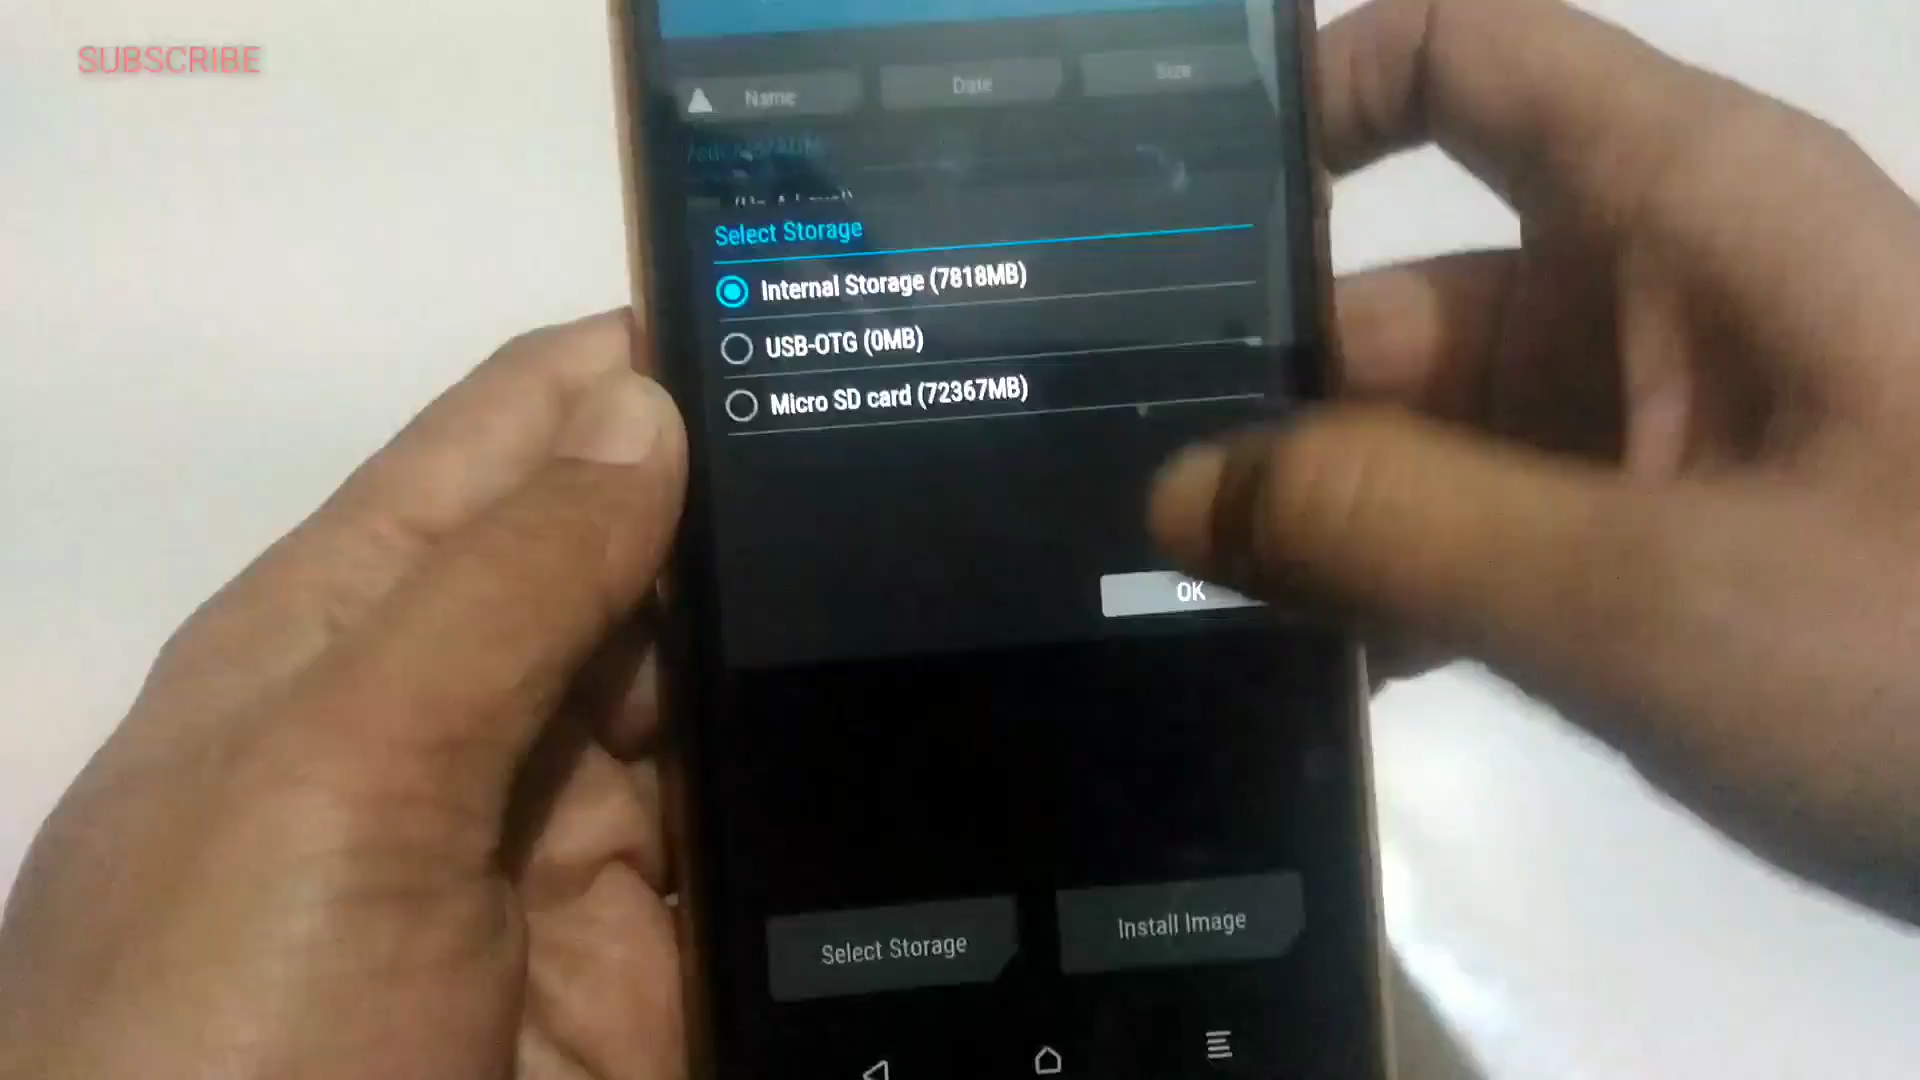 SUBSCRIBE
Name
Date
Size
Select Storage
Internal Storage (7818MB)
USB-OTG (0MB)
Micro SD card (72367MB)
OK
Select Storage
Install Image